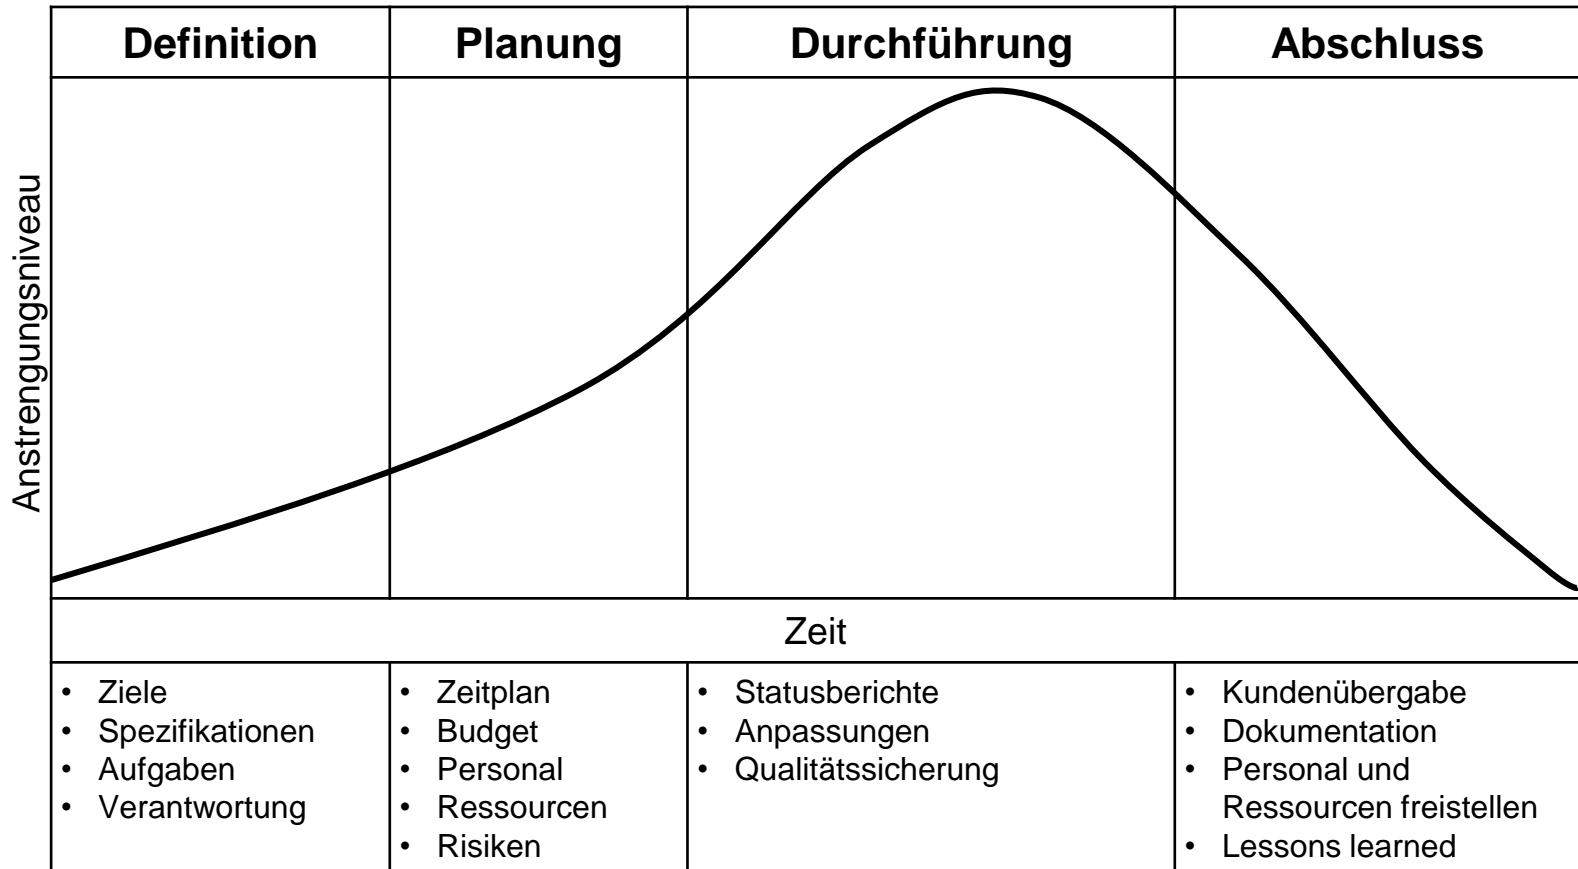 Definition
Planung
Durchführung
Abschluss
Anstrengungsniveau
Zeit
• Ziele
• Spezifikationen
• Aufgaben
• Verantwortung
• Zeitplan
• Budget
• Personal
• Ressourcen
• Risiken
• Statusberichte
• Anpassungen
• Qualitätssicherung
• Kundenübergabe
• Dokumentation
• Personal und
Ressourcen freistellen
• Lessons learned